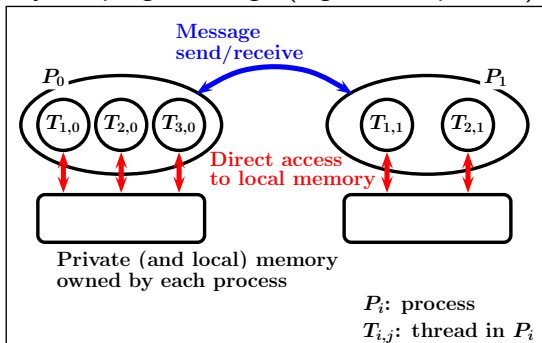 Message
send/receive
P₀ P₁
T₁,₀ T₂,₀ T₃,₀ T₁,₁ T₂,₁
Direct access
to local memory
Private (and local) memory
owned by each process
Pᵢ: process
Tᵢ,ⱼ: thread in Pᵢ